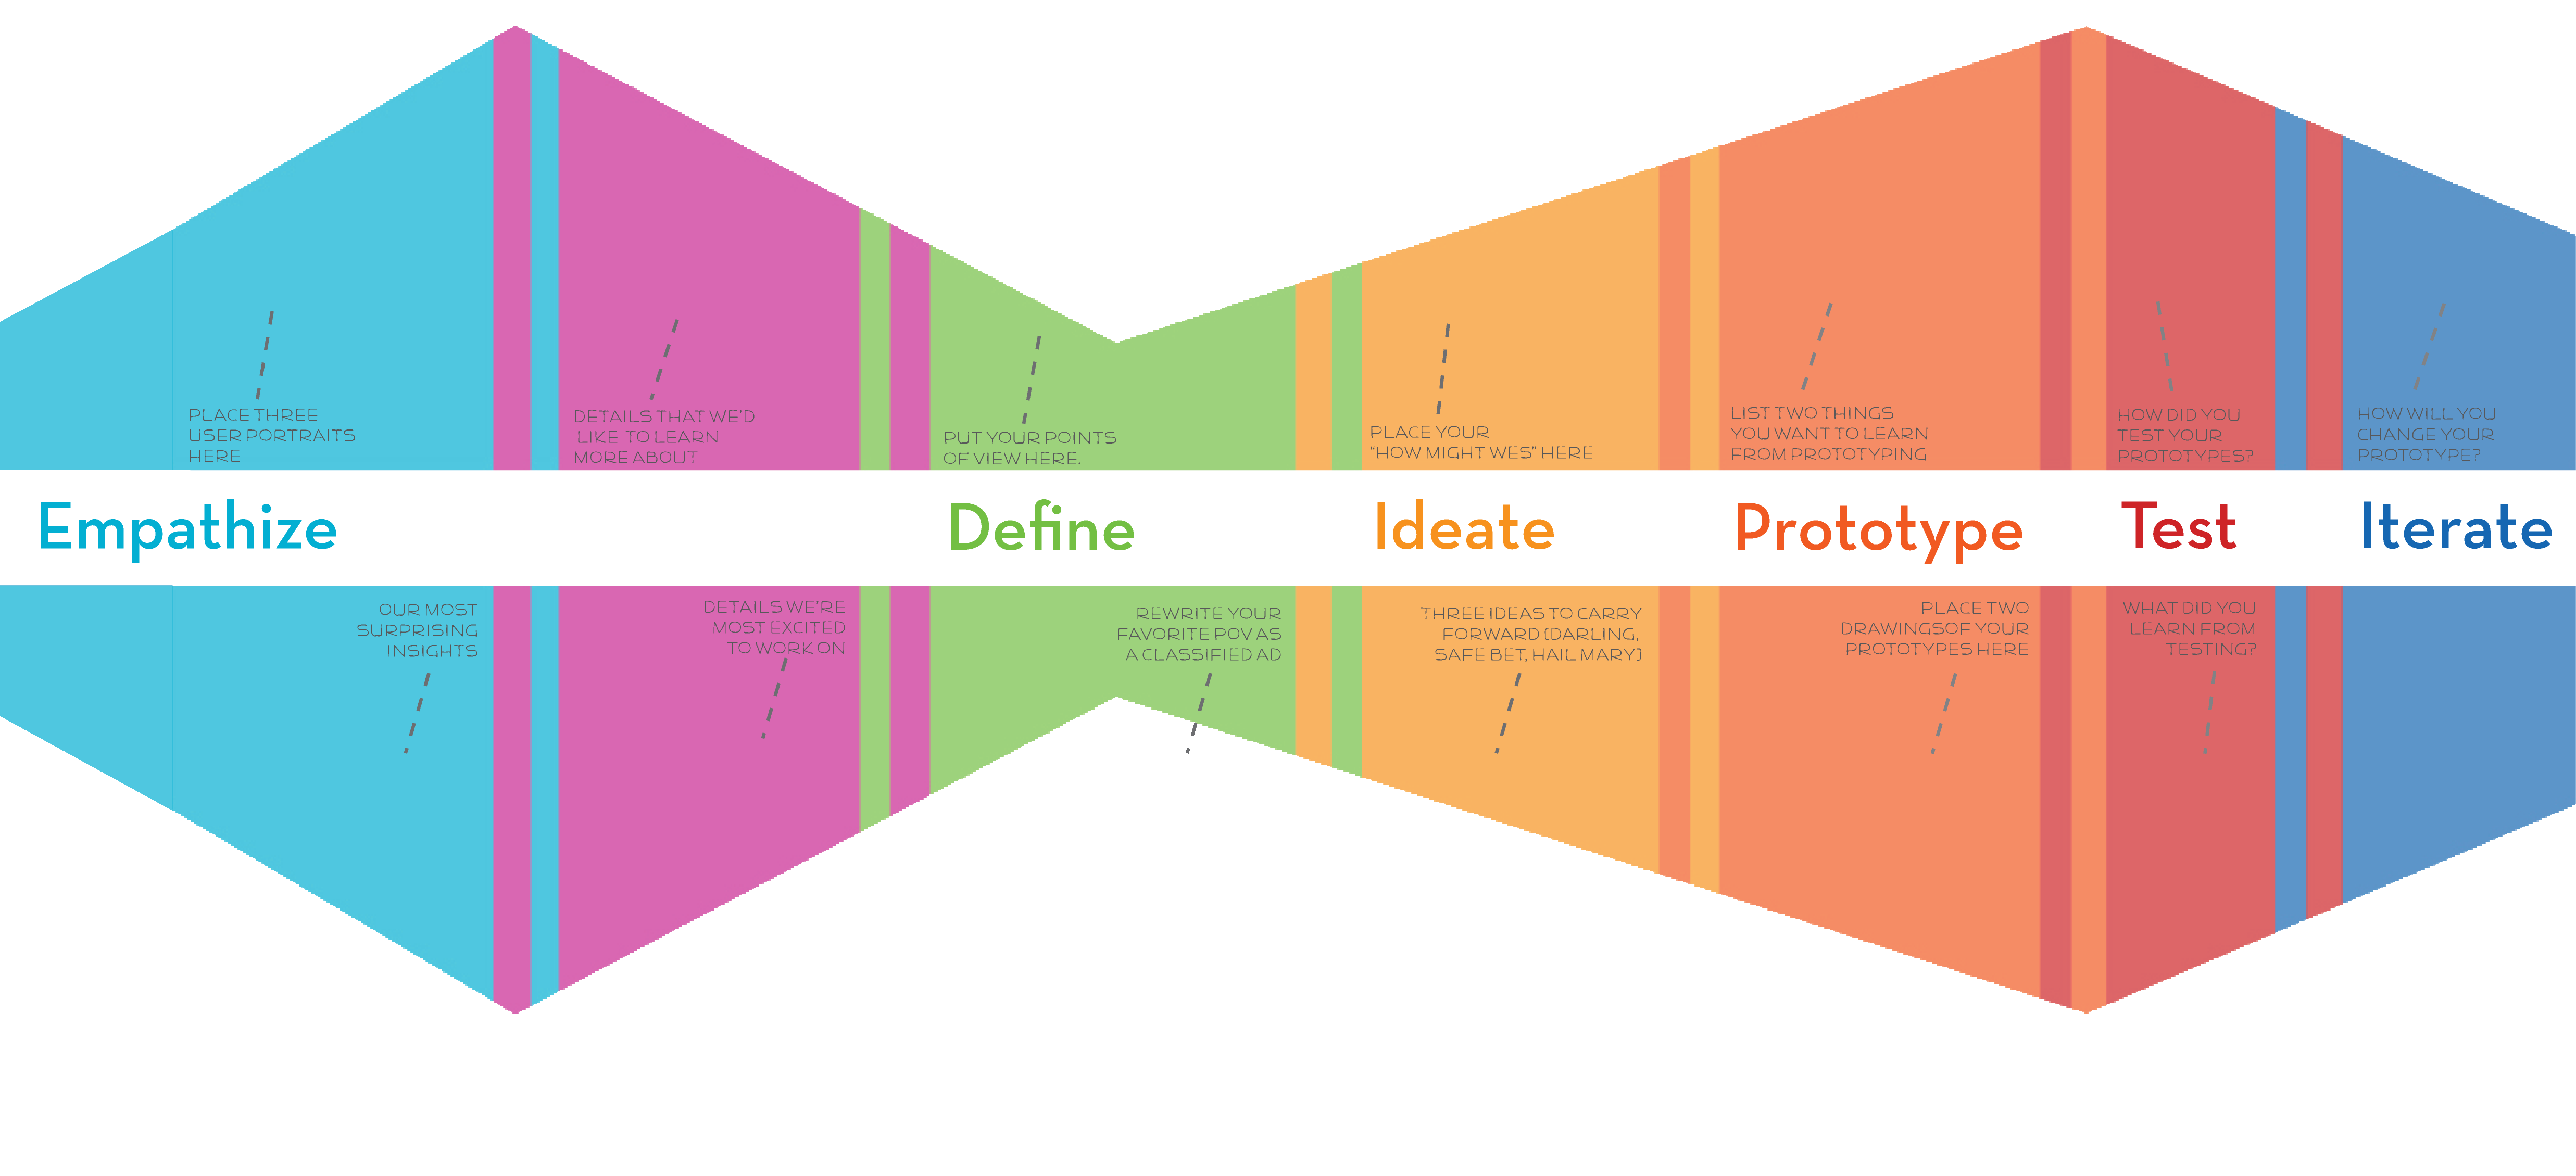 PLACE THREE
USER PORTRAITS
HERE
DETAILS THAT WE'D
LIKE TO LEARN
MORE ABOUT
PUT YOUR POINTS
OF VIEW HERE.
PLACE YOUR
"HOW MIGHT WES" HERE
LIST TWO THINGS
YOU WANT TO LEARN
FROM PROTOTYPING
HOW DID YOU
TEST YOUR
PROTOTYPES?
HOW WILL YOU
CHANGE YOUR
PROTOTYPE?
Empathize
Define
Ideate
Prototype
Test
Iterate
OUR MOST
SURPRISING
INSIGHTS
DETAILS WE'RE
MOST EXCITED
TO WORK ON
REWRITE YOUR
FAVORITE POV AS
A CLASSIFIED AD
THREE IDEAS TO CARRY
FORWARD (DARLING,
SAFE BET, HAIL MARY)
PLACE TWO
DRAWINGSOF YOUR
PROTOTYPES HERE
WHAT DID YOU
LEARN FROM
TESTING?